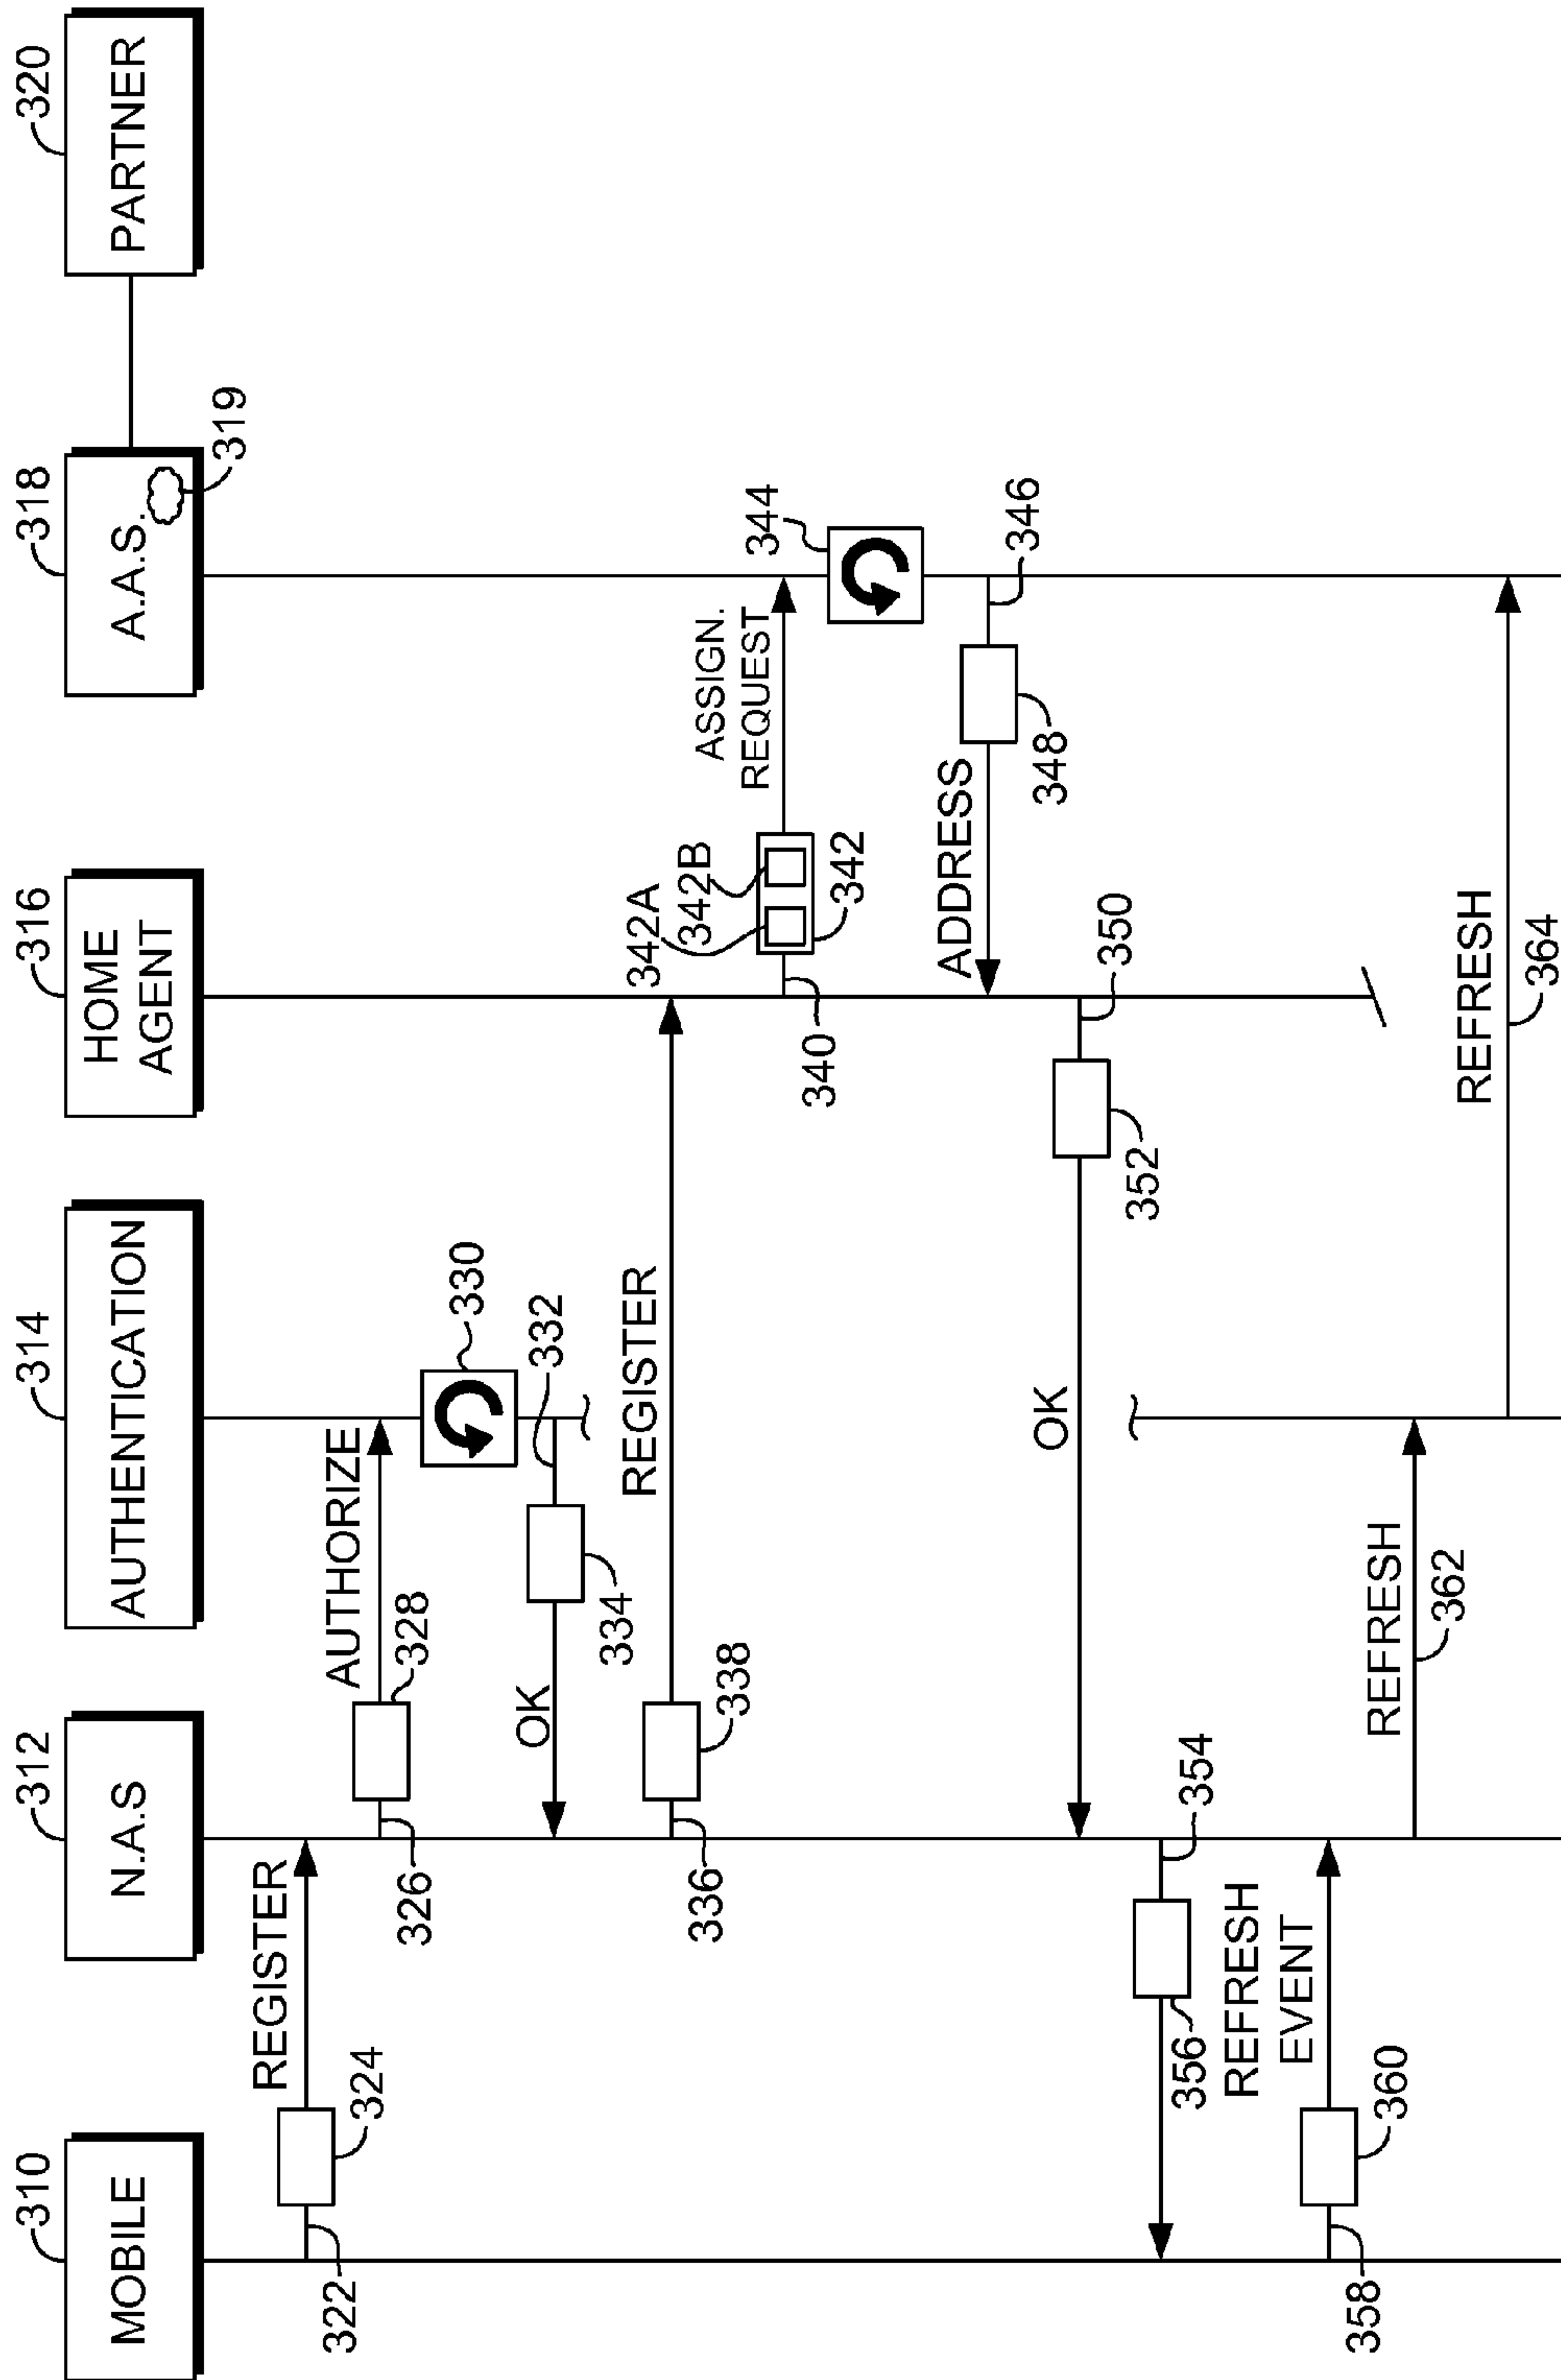 310
312
314
316
318
320
MOBILE
N.A.S
AUTHENTICATION
HOME
AGENT
A.A.S.
PARTNER
319
REGISTER
322
324
AUTHORIZE
326
328
330
OK
334
332
REGISTER
336
338
342A
342B
ASSIGN.
REQUEST
344
340
342
ADDRESS
348
346
OK
352
350
354
356
REFRESH
EVENT
358
360
REFRESH
362
REFRESH
364